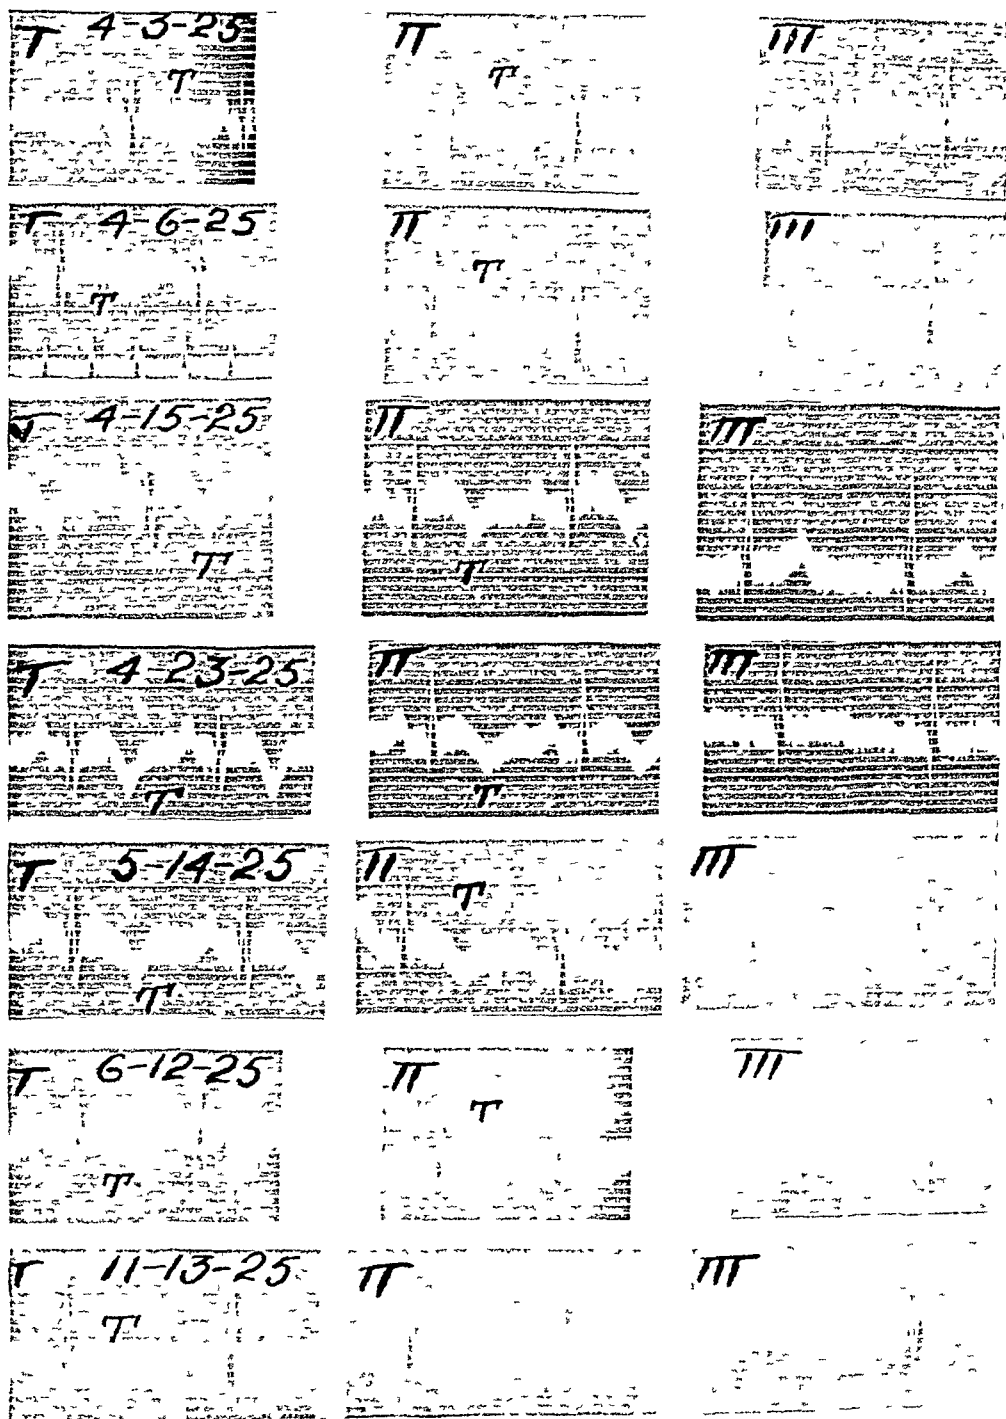 I 4-3-25 II III
T T
I 4-6-25 II III
T T
I 4-15-25 II III
T T
I 4-23-25 II III
T T
I 5-14-25 II III
T T
I 6-12-25 II III
T T
I 11-13-25 II III
T